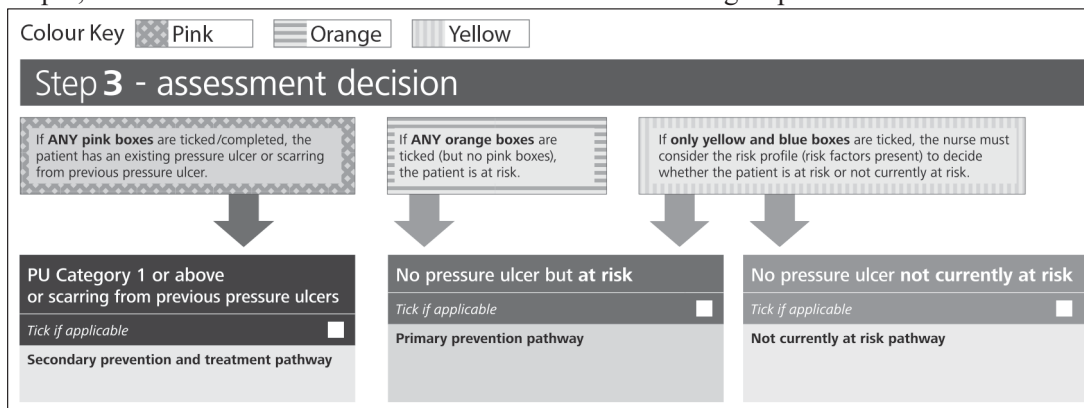 Colour Key Pink Orange Yellow
Step 3 - assessment decision
If ANY pink boxes are ticked/completed, the
patient has an existing pressure ulcer or scarring
from previous pressure ulcer.
If ANY orange boxes are
ticked (but no pink boxes),
the patient is at risk.
If only yellow and blue boxes are ticked, the nurse must
consider the risk profile (risk factors present) to decide
whether the patient is at risk or not currently at risk.
PU Category 1 or above
or scarring from previous pressure ulcers
Tick if applicable
Secondary prevention and treatment pathway
No pressure ulcer but at risk
Tick if applicable
Primary prevention pathway
No pressure ulcer not currently at risk
Tick if applicable
Not currently at risk pathway